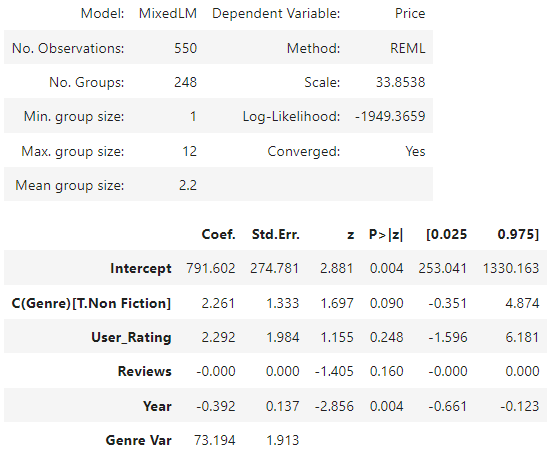 Model: MixedLM Dependent Variable: Price
No. Observations: 550 Method: REML
No. Groups: 248 Scale: 33.8538
Min. group size: 1 Log-Likelihood: -1949.3659
Max. group size: 12 Converged: Yes
Mean group size: 2.2
Coef. Std.Err. z P>|z| [0.025 0.975]
Intercept 791.602 274.781 2.881 0.004 253.041 1330.163
C(Genre)[T.Non Fiction] 2.261 1.333 1.697 0.090 -0.351 4.874
User_Rating 2.292 1.984 1.155 0.248 -1.596 6.181
Reviews -0.000 0.000 -1.405 0.160 -0.000 0.000
Year -0.392 0.137 -2.856 0.004 -0.661 -0.123
Genre Var 73.194 1.913